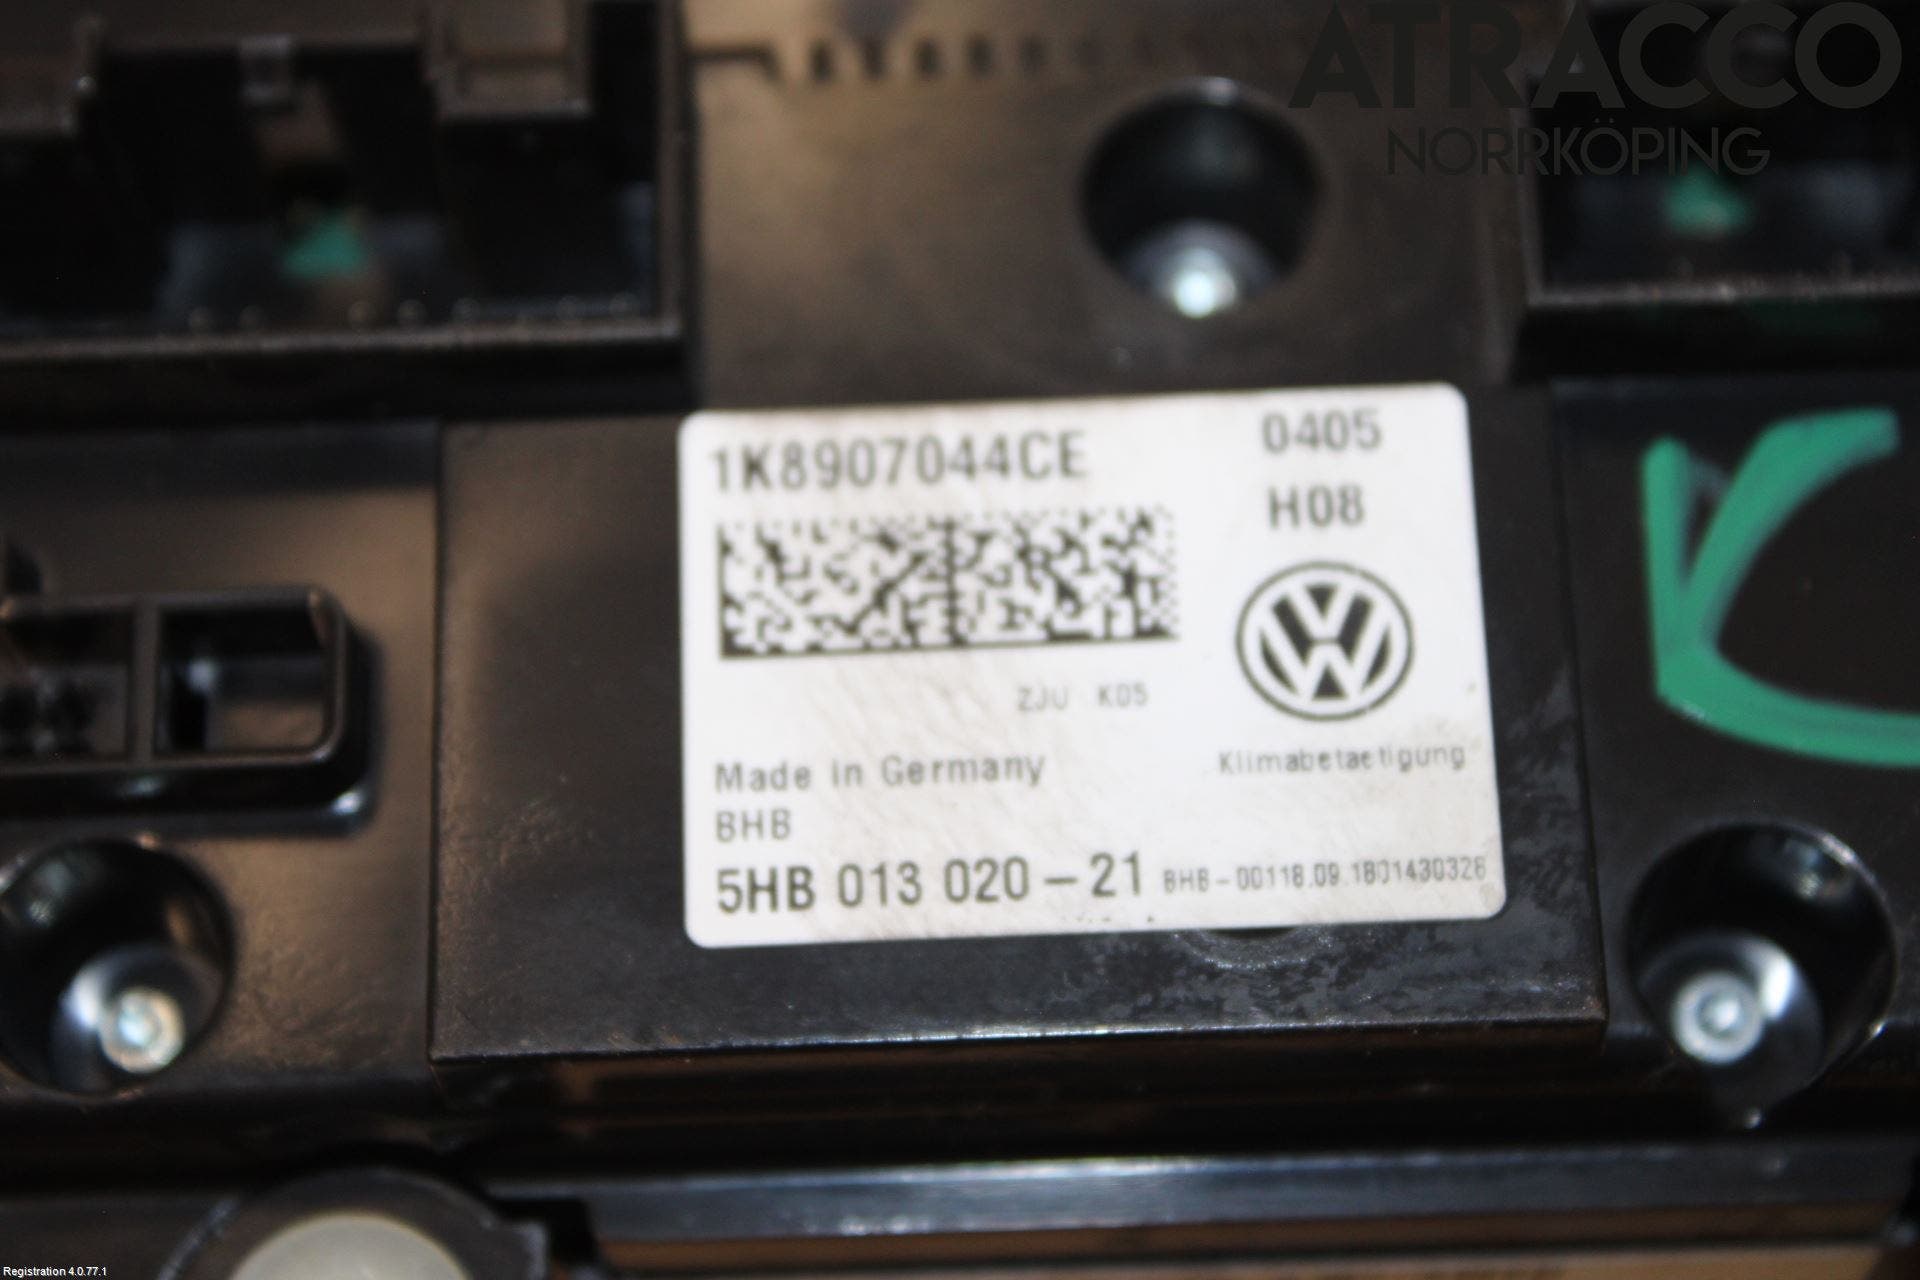 ATRACCO
NORRKÖPING
1K8907044CE
0405
H08
ZJU K05
Made in Germany
Klimabetaetigung
BHB
5HB 013 020-21 BHB-00118.09.1801430326
K
Registration 4.0.77.1